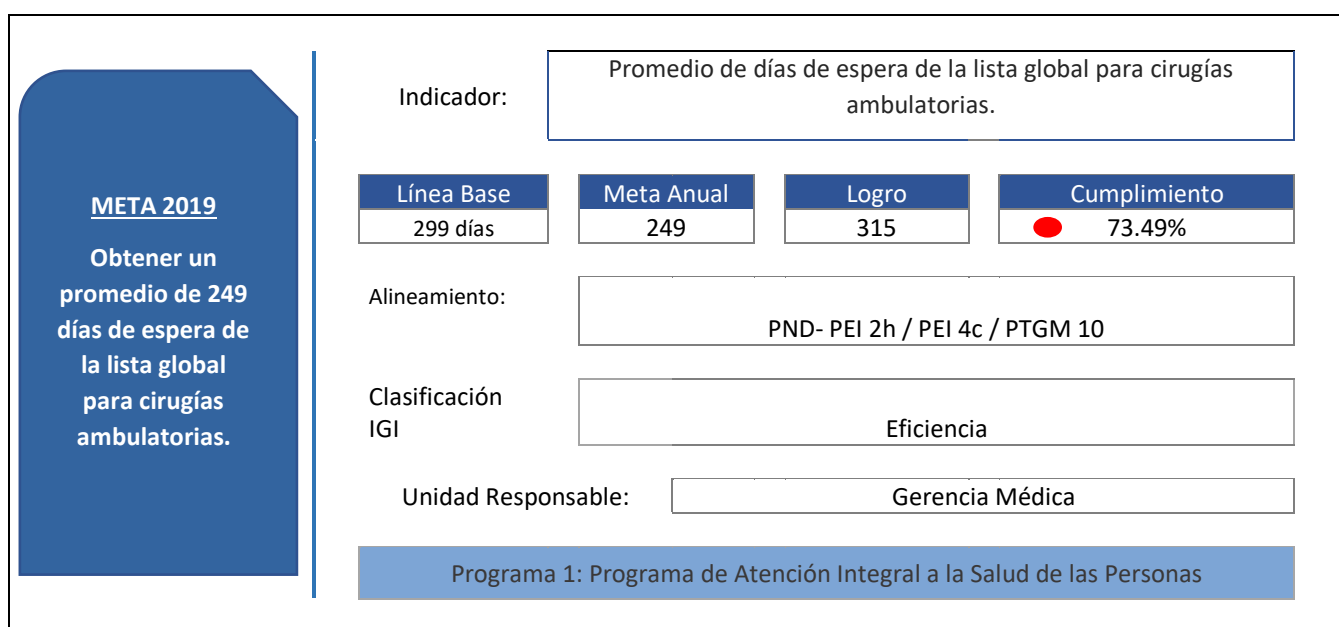 META 2019
Obtener un
promedio de 249
días de espera de
la lista global
para cirugías
ambulatorias.
Indicador:
Promedio de días de espera de la lista global para cirugías
ambulatorias.
Línea Base
Meta Anual
Logro
Cumplimiento
299 días
249
315
73.49%
Alineamiento:
PND- PEI 2h / PEI 4c / PTGM 10
Clasificación
IGI
Eficiencia
Unidad Responsable:
Gerencia Médica
Programa 1: Programa de Atención Integral a la Salud de las Personas